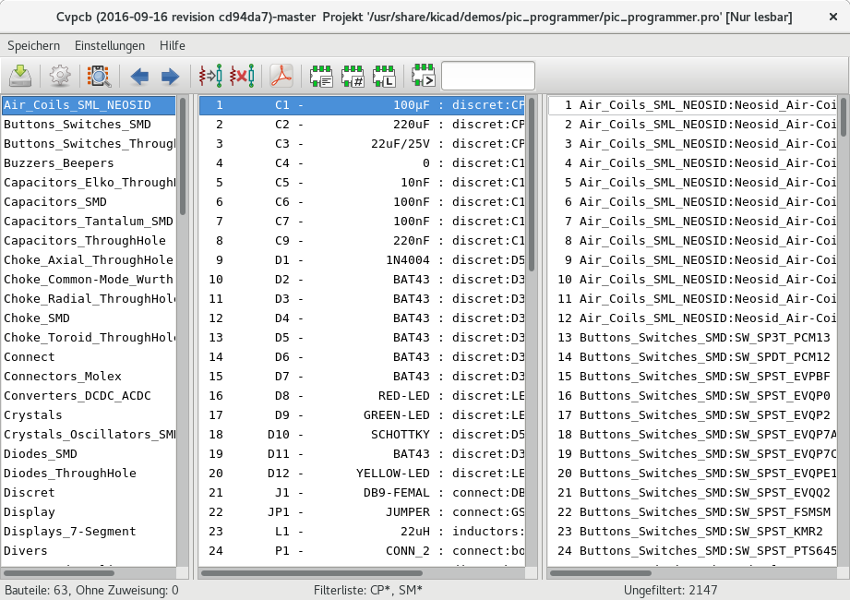 Cvpcb (2016-09-16 revision cd94da7)-master Projekt '/usr/share/kicad/demos/pic_programmer/pic_programmer.pro' [Nur lesbar]
Speichern Einstellungen Hilfe
Air_Coils_SML_NEOSID
Buttons_Switches_SMD
Buttons_Switches_Throug
Buzzers_Beepers
Capacitors_Elko_Through
Capacitors_SMD
Capacitors_Tantalum_SMD
Capacitors_ThroughHole
Choke_Axial_ThroughHole
Choke_Common-Mode_Wurth
Choke_Radial_ThroughHol
Choke_SMD
Choke_Toroid_ThroughHol
Connect
Connectors_Molex
Converters_DCDC_ACDC
Crystals
Crystals_Oscillators_SM
Diodes_SMD
Diodes_ThroughHole
Discret
Display
Displays_7-Segment
Divers
1 C1 - 100µF : discret:CP
2 C2 - 220uF : discret:CP
3 C3 - 22uF/25V : discret:CP
4 C4 - 0 : discret:C1
5 C5 - 10nF : discret:C1
6 C6 - 100nF : discret:C1
7 C7 - 100nF : discret:C1
8 C9 - 220nF : discret:C1
9 D1 - 1N4004 : discret:D5
10 D2 - BAT43 : discret:D3
11 D3 - BAT43 : discret:D3
12 D4 - BAT43 : discret:D3
13 D5 - BAT43 : discret:D3
14 D6 - BAT43 : discret:D3
15 D7 - BAT43 : discret:D3
16 D8 - RED-LED : discret:LE
17 D9 - GREEN-LED : discret:LE
18 D10 - SCHOTTKY : discret:D5
19 D11 - BAT43 : discret:D3
20 D12 - YELLOW-LED : discret:LE
21 J1 - DB9-FEMAL : connect:DB
22 JP1 - JUMPER : connect:GS
23 L1 - 22uH : inductors:
24 P1 - CONN_2 : connect:bo
1 Air_Coils_SML_NEOSID:Neosid_Air-Coi
2 Air_Coils_SML_NEOSID:Neosid_Air-Coi
3 Air_Coils_SML_NEOSID:Neosid_Air-Coi
4 Air_Coils_SML_NEOSID:Neosid_Air-Coi
5 Air_Coils_SML_NEOSID:Neosid_Air-Coi
6 Air_Coils_SML_NEOSID:Neosid_Air-Coi
7 Air_Coils_SML_NEOSID:Neosid_Air-Coi
8 Air_Coils_SML_NEOSID:Neosid_Air-Coi
9 Air_Coils_SML_NEOSID:Neosid_Air-Coi
10 Air_Coils_SML_NEOSID:Neosid_Air-Coi
11 Air_Coils_SML_NEOSID:Neosid_Air-Coi
12 Air_Coils_SML_NEOSID:Neosid_Air-Coi
13 Buttons_Switches_SMD:SW_SP3T_PCM13
14 Buttons_Switches_SMD:SW_SPDT_PCM12
15 Buttons_Switches_SMD:SW_SPST_EVPBF
16 Buttons_Switches_SMD:SW_SPST_EVQP0
17 Buttons_Switches_SMD:SW_SPST_EVQP2
18 Buttons_Switches_SMD:SW_SPST_EVQP7A
19 Buttons_Switches_SMD:SW_SPST_EVQP7C
20 Buttons_Switches_SMD:SW_SPST_EVQPE1
21 Buttons_Switches_SMD:SW_SPST_EVQQ2
22 Buttons_Switches_SMD:SW_SPST_FSMSM
23 Buttons_Switches_SMD:SW_SPST_KMR2
24 Buttons_Switches_SMD:SW_SPST_PTS645
Bauteile: 63, Ohne Zuweisung: 0
Filterliste: CP*, SM*
Ungefiltert: 2147